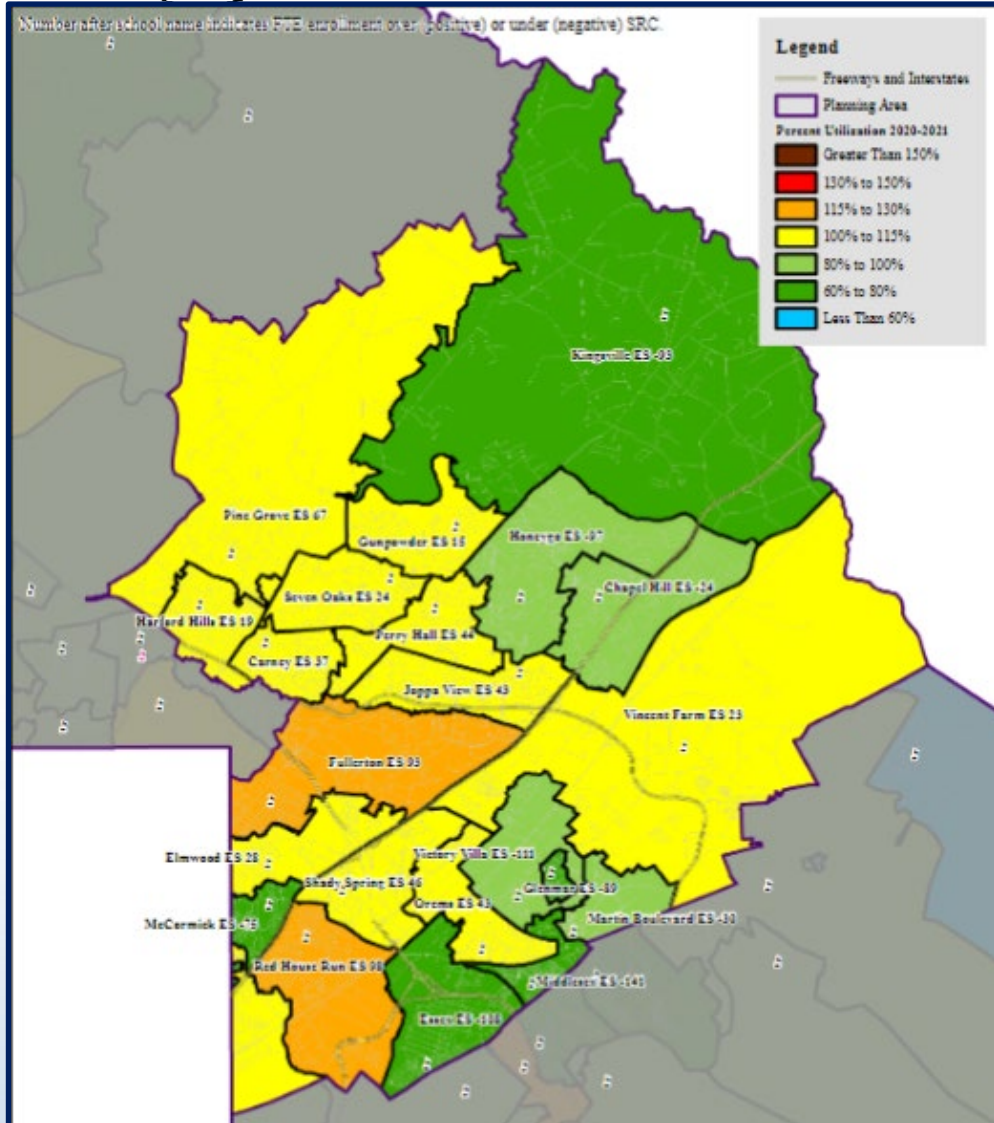 Number after school name indicates FTE enrollment over (positive) or under (negative) SRC.
Legend
Freeways and Interstates
Planning Area
Percent Utilization 2020-2021
Greater Than 150%
130% to 150%
115% to 130%
100% to 115%
80% to 100%
60% to 80%
Less Than 60%
Kingsville ES -93
Pine Grove ES 67
Gunpowder ES 15
Honeygo ES -97
Seven Oaks ES 24
Chapel Hill ES -24
Harford Hills ES 19
Perry Hall ES 44
Carney ES 37
Joppa View ES 43
Vincent Farm ES 23
Fullerton ES 93
Elmwood ES 28
Victory Villa ES -111
Shady Spring ES 46
Glenmar ES -89
Orems ES 43
McCormick ES -75
Martin Boulevard ES
Red House Run ES 98
Middlesex ES -141
Essex ES